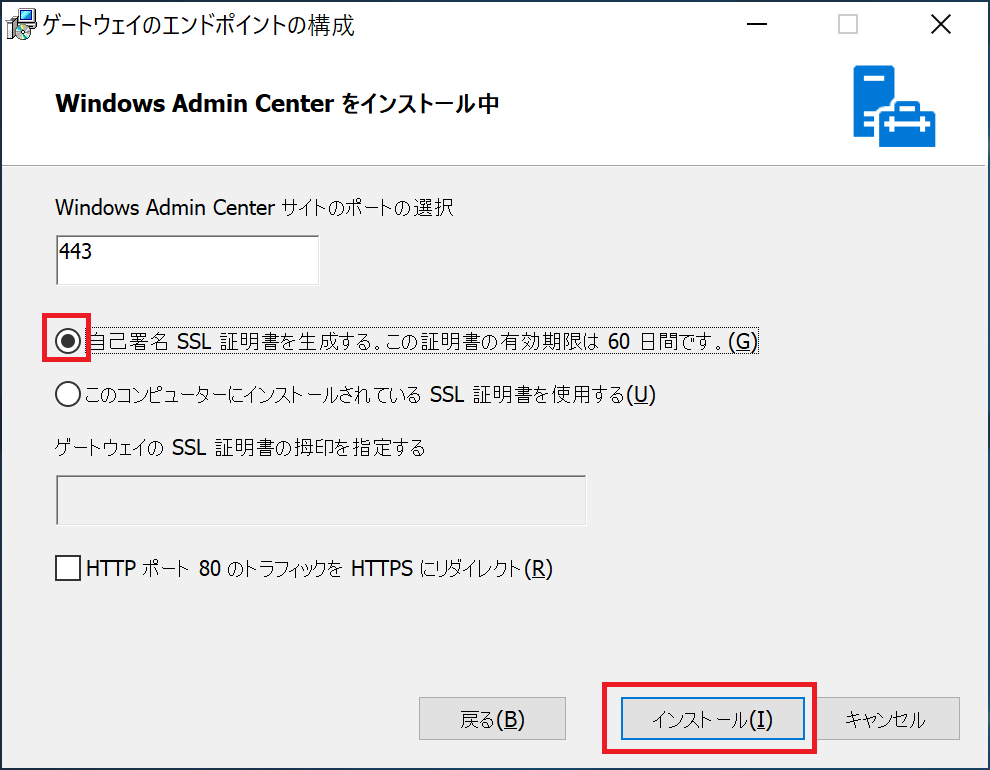 ゲートウェイのエンドポイントの構成
Windows Admin Center をインストール中
Windows Admin Center サイトのポートの選択
443
自己署名 SSL 証明書を生成する。この証明書の有効期限は 60 日間です。(G)
このコンピューターにインストールされている SSL 証明書を使用する(U)
ゲートウェイの SSL 証明書の拇印を指定する
HTTP ポート 80 のトラフィックを HTTPS にリダイレクト(R)
戻る(B)
インストール(I)
キャンセル